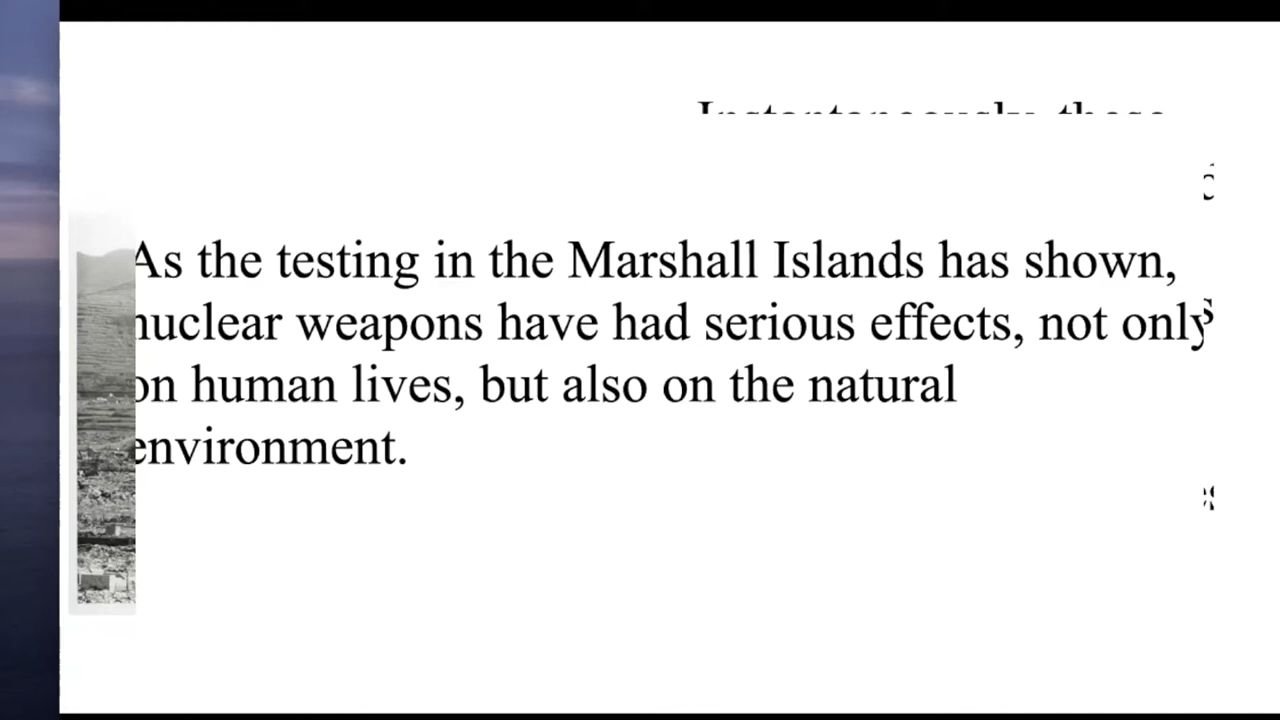 As the testing in the Marshall Islands has shown,
nuclear weapons have had serious effects, not only
on human lives, but also on the natural
environment.